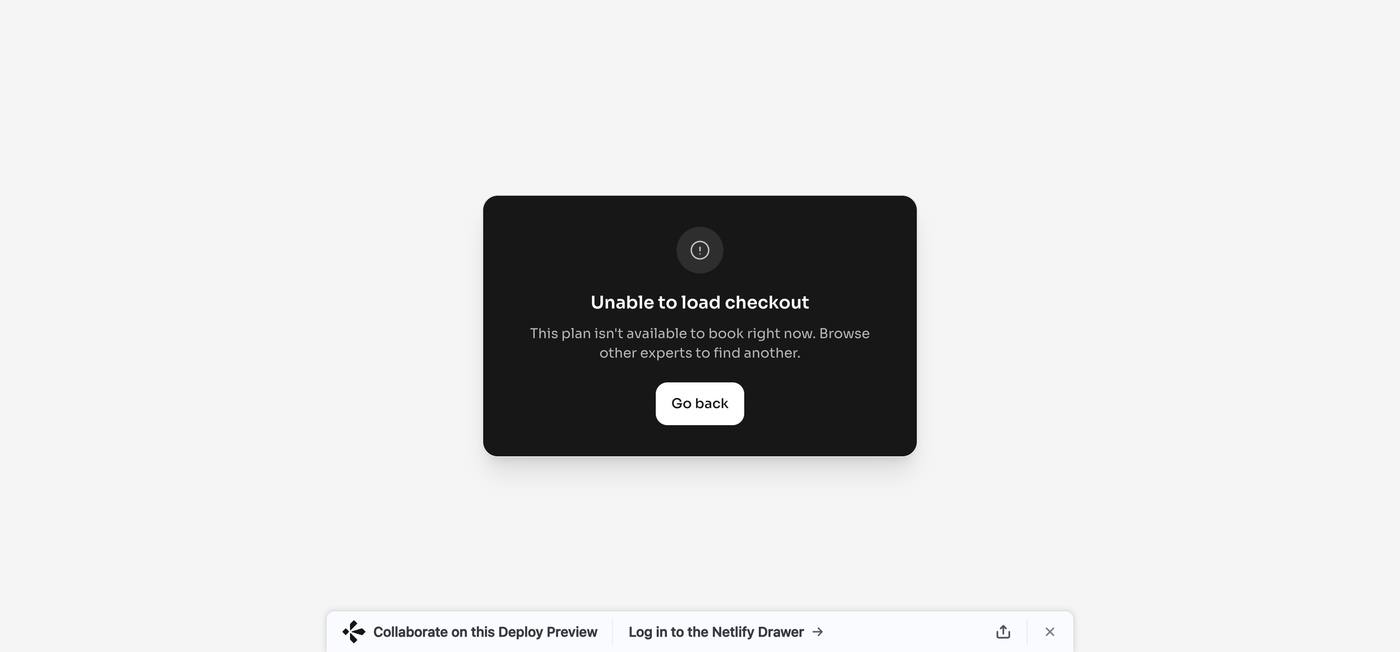 Unable to load checkout
This plan isn't available to book right now. Browse
other experts to find another.
Go back
Collaborate on this Deploy Preview
Log in to the Netlify Drawer →